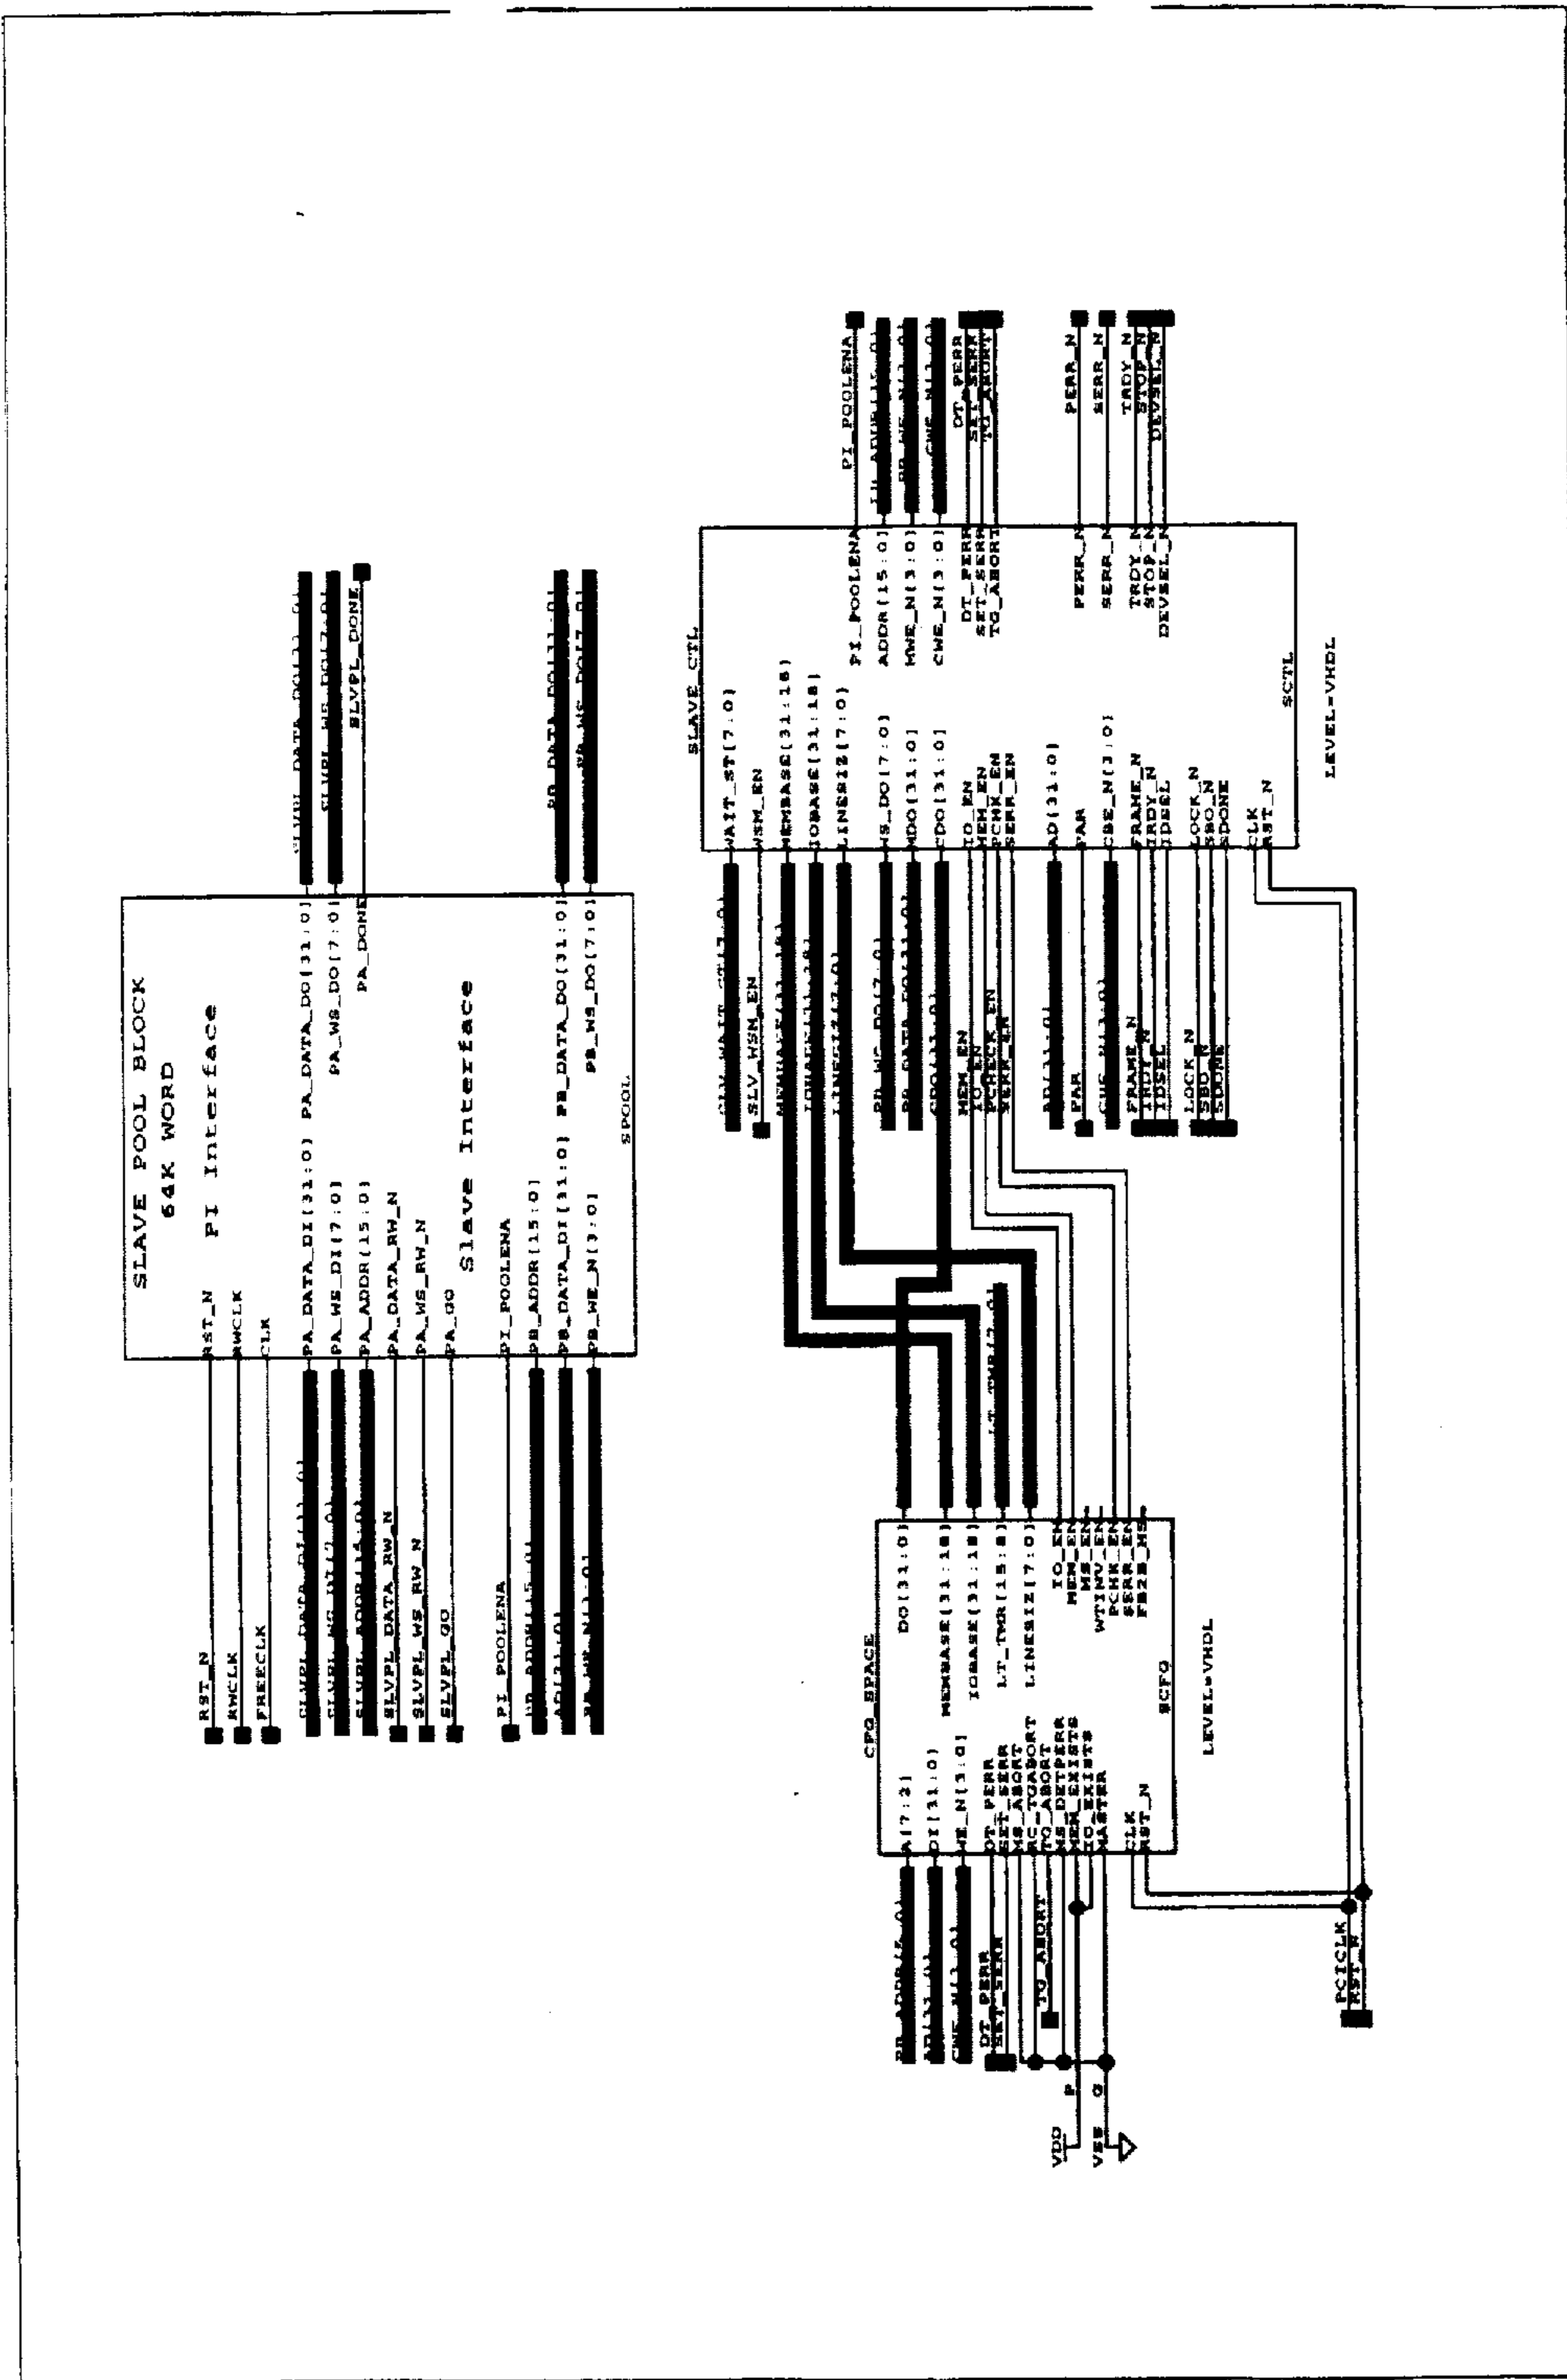 SLAVE POOL BLOCK
64K WORD
PI Interface
RST_N
RST_N
RWCLK
RWCLK
FREECLK
CLK
PA_DATA_DI[31:0]
PA_DATA_DO[31:0]
PA_WS_DI[7:0]
PA_WS_DO[7:0]
PA_ADDR[15:0]
PA_DONE
SLVPL_DONE
SLVPL_DATA_RW_N
PA_DATA_RW_N
SLVPL_WS_RW_N
PA_WS_RW_N
SLVPL_GO
PA_GO
Slave Interface
PI_POOLENA
PI_POOLENA
PB_ADDR[15:0]
PB_DATA_DI[31:0]
PB_DATA_DO[31:0]
PB_WE_N[3:0]
PB_WS_DO[7:0]
SPOOL
SLAVE_CTL
WAIT_ST[7:0]
SLV_WSM_EN
WSM_EN
MEMBASE[31:18]
IOBASE[31:18]
LINESIZ[7:0]
PI_POOLENA
PI_POOLENA
WS_DO[7:0]
ADDR[15:0]
MDO[31:0]
MWE_N[3:0]
CDO[31:0]
CWE_N[3:0]
MEM_EN
IO_EN
DT_PERR
DT_PERR
IO_EN
MEM_EN
SET_SERR
SET_SERR
PCHECK_EN
PCHK_EN
TG_ABORT
TG_ABORT
SERR_EN
SERR_EN
AD[31:0]
PAR
PAR
PERR_N
PERR_N
CBE_N[3:0]
SERR_N
SERR_N
FRAME_N
FRAME_N
TRDY_N
TRDY_N
IRDY_N
IRDY_N
STOP_N
STOP_N
IDSEL
IDSEL
DEVSEL_N
DEVSEL_N
LOCK_N
LOCK_N
SBO_N
SBO_N
SDONE
SDONE
CLK
RST_N
SCTL
LEVEL=VHDL
CFG_SPACE
A[7:2]
DO[31:0]
DI[31:0]
MEMBASE[31:18]
WE_N[3:0]
IOBASE[31:18]
DT_PERR
DT_PERR
LT_TMR[15:8]
SET_SERR
SET_SERR
MS_ABORT
RC_TGABORT
LINESIZ[7:0]
TG_ABORT
TG_ABORT
MS_DETPERR
IO_EN
MEM_EXISTS
MEM_EN
IO_EXISTS
MS_EN
MASTER
WTINV_EN
PCHK_EN
CLK
SERR_EN
RST_N
FB2B_MS
SCFG
LEVEL=VHDL
VDD
P
VSS
G
PCICLK
RST_N